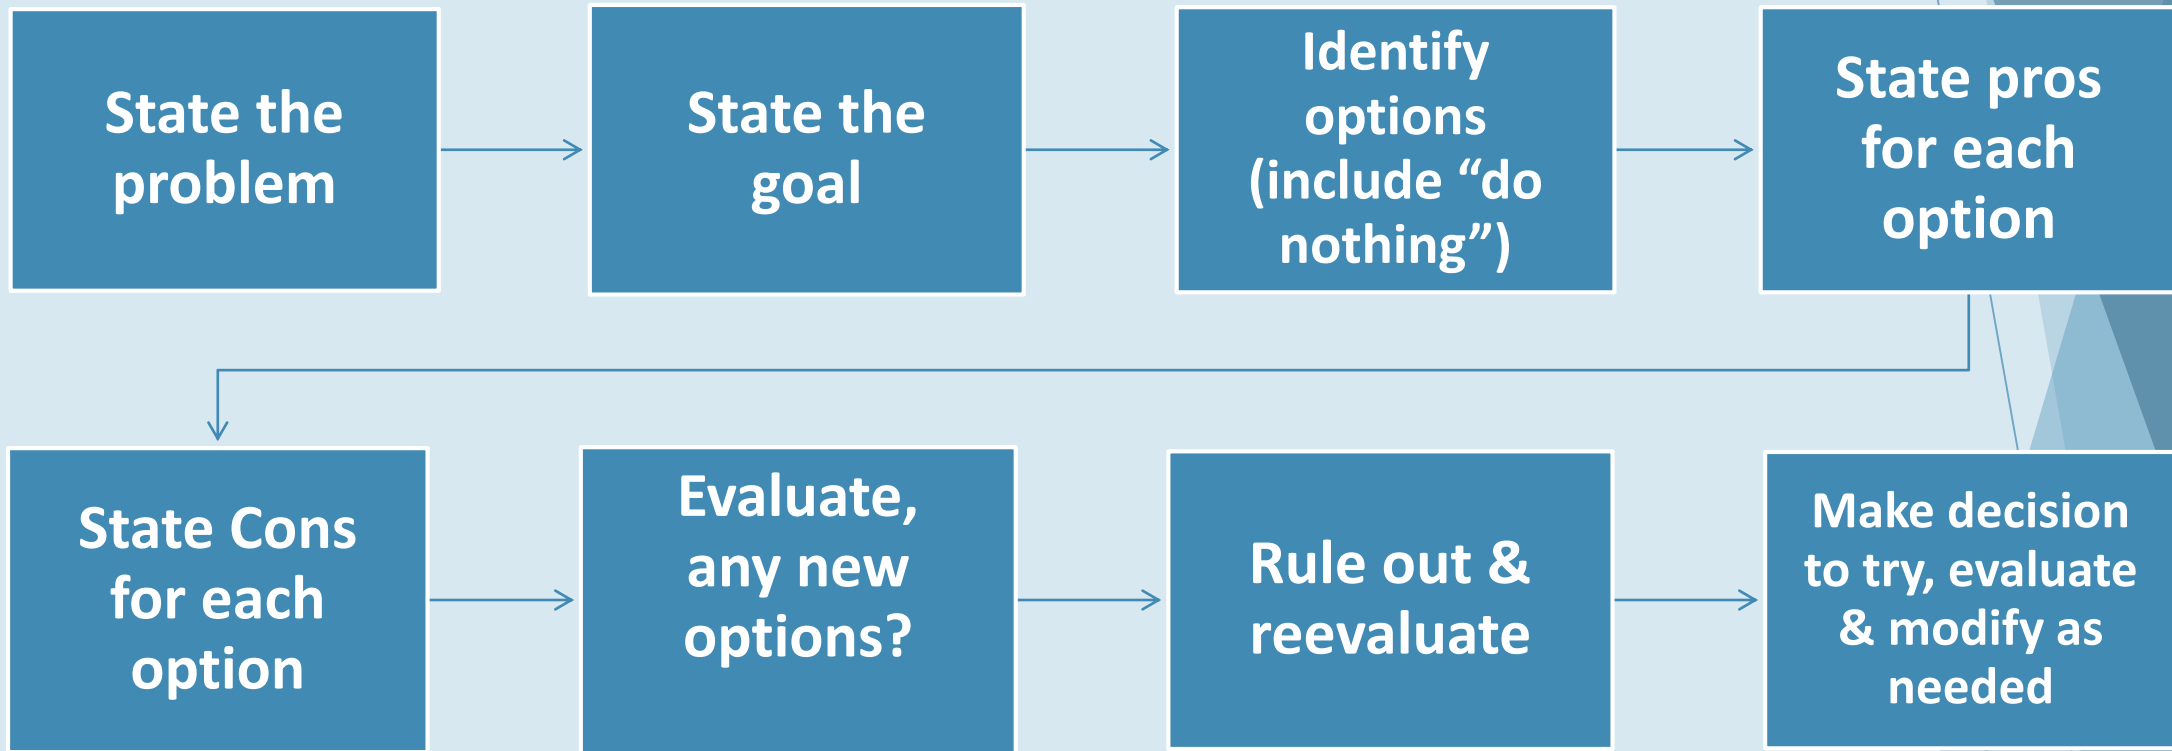 State the
problem
State the
goal
Identify
options
(include “do
nothing”)
State pros
for each
option
State Cons
for each
option
Evaluate,
any new
options?
Rule out &
reevaluate
Make decision
to try, evaluate
& modify as
needed